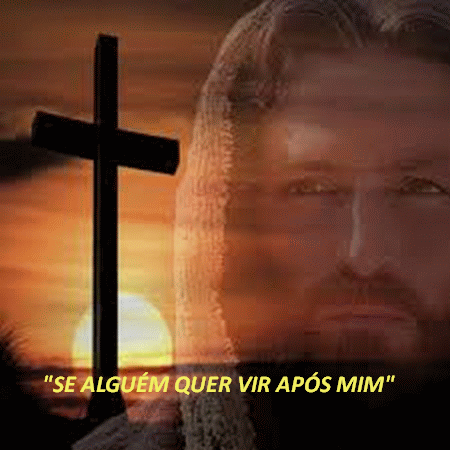 "SE ALGUÉM QUER VIR APÓS MIM"